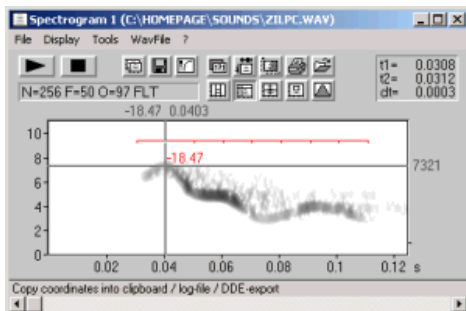 Spectrogram 1 (C:\HOMEPAGE\SOUNDS\ZILPC.WAV)
File Display Tools WavFile ?
t1= 0.0308
t2= 0.0312
dt= 0.0003
N=256 F=50 O=97 FLT
-18.47 0.0403
10
8
6
4
2
0
-18.47
7321
0.02 0.04 0.06 0.08 0.1 0.12 s
Copy coordinates into clipboard / log-file / DDE-export